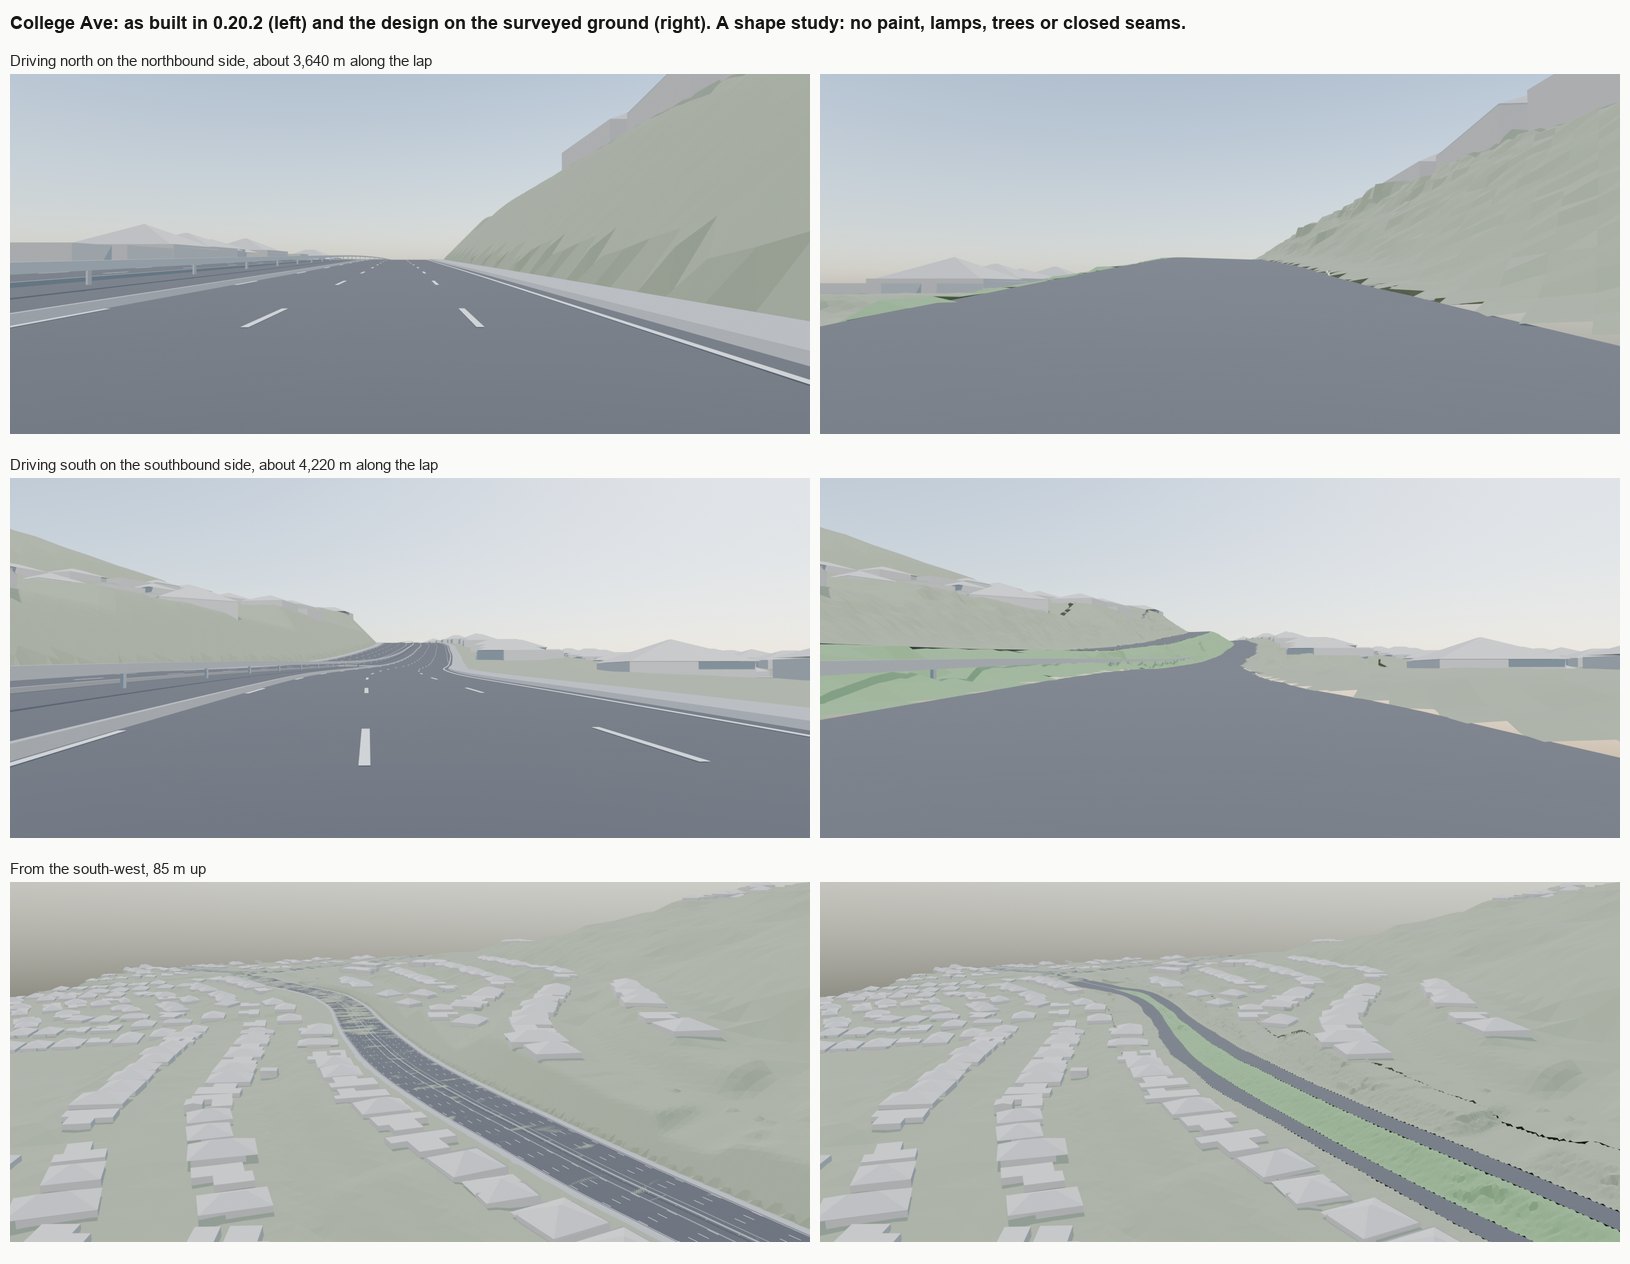 College Ave: as built in 0.20.2 (left) and the design on the surveyed ground (right). A shape study: no paint, lamps, trees or closed seams.
Driving north on the northbound side, about 3,640 m along the lap
Driving south on the southbound side, about 4,220 m along the lap
From the south-west, 85 m up